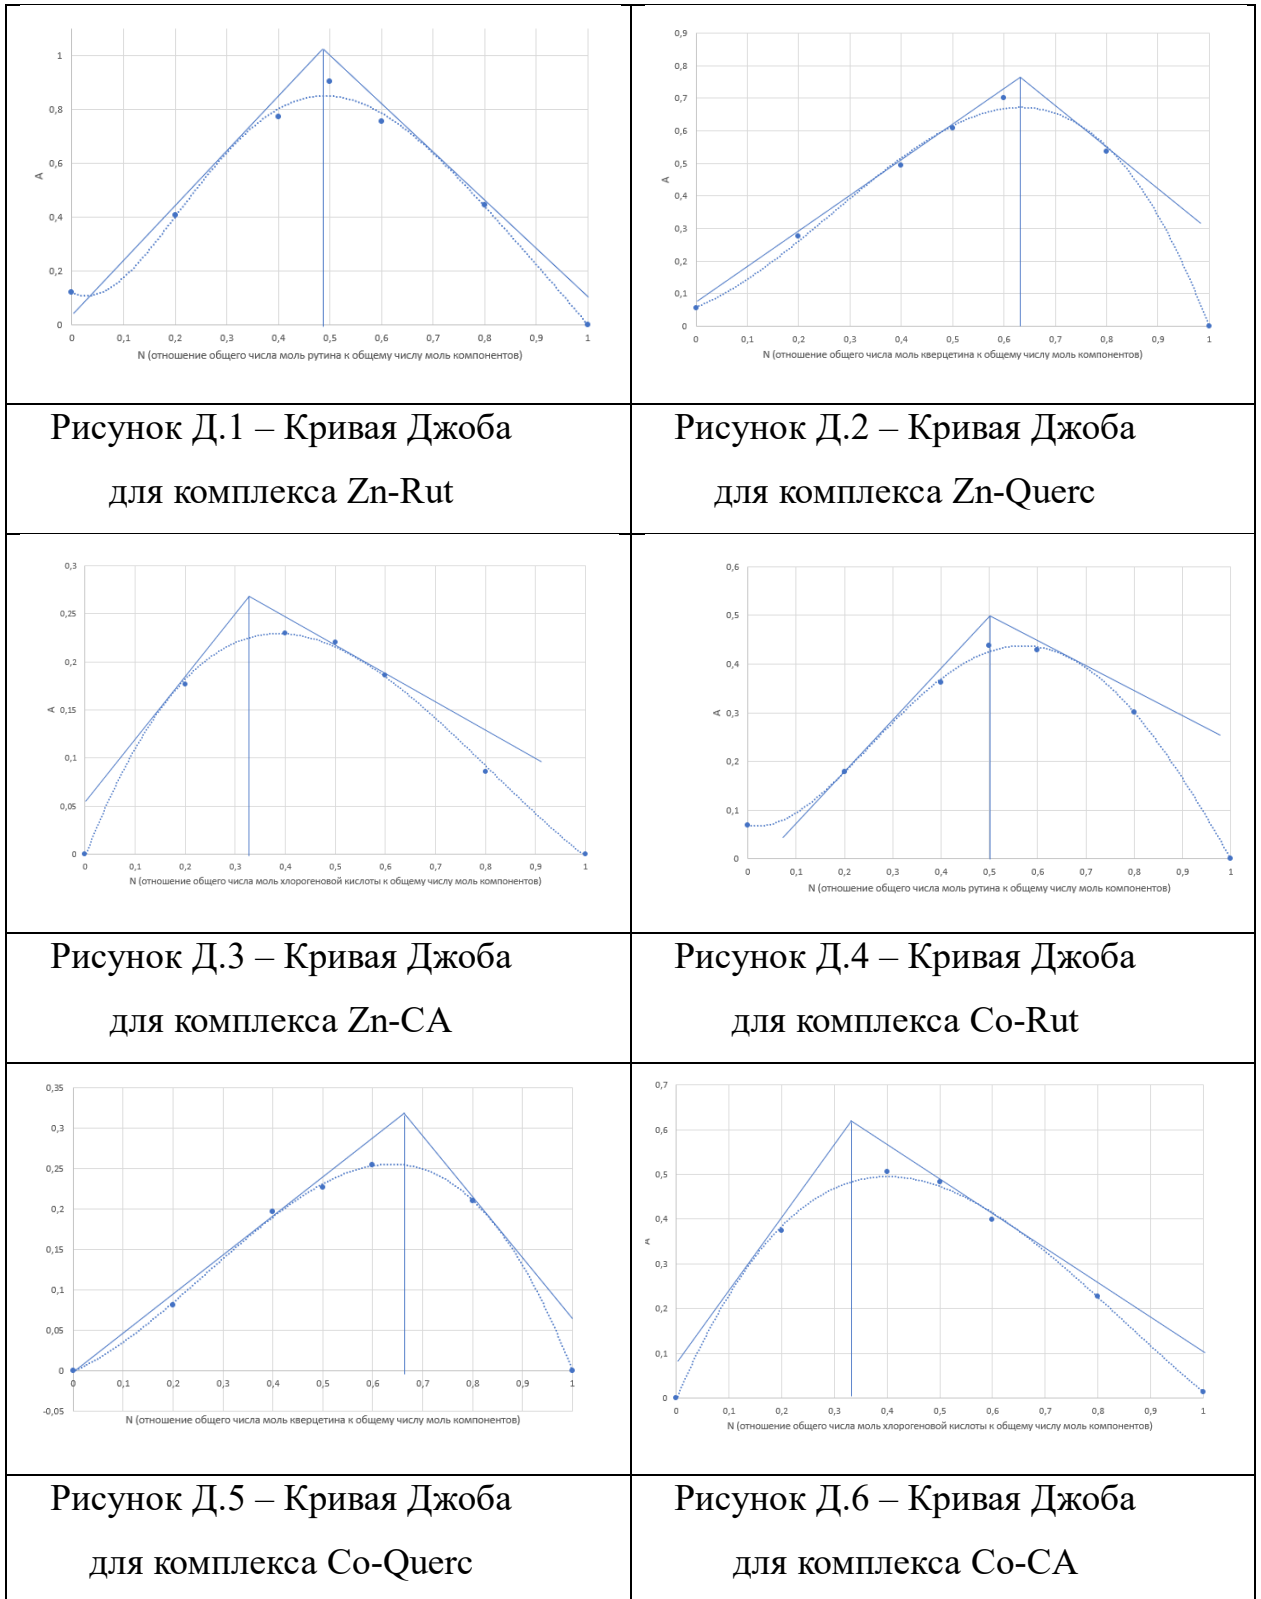 1
0,8
0,6
0,4
0,2
0
A
0 0,1 0,2 0,3 0,4 0,5 0,6 0,7 0,8 0,9 1
N (отношение общего числа моль рутина к общему числу моль компонентов)
0,9
0,8
0,7
0,6
0,5
0,4
0,3
0,2
0,1
0
A
0 0,1 0,2 0,3 0,4 0,5 0,6 0,7 0,8 0,9 1
N (отношение общего числа моль кверцетина к общему числу моль компонентов)
Рисунок Д.1 – Кривая Джоба
для комплекса Zn-Rut
Рисунок Д.2 – Кривая Джоба
для комплекса Zn-Querc
0,3
0,25
0,2
0,15
0,1
0,05
0
A
0 0,1 0,2 0,3 0,4 0,5 0,6 0,7 0,8 0,9 1
N (отношение общего числа моль хлорогеновой кислоты к общему числу моль компонентов)
0,6
0,5
0,4
0,3
0,2
0,1
0
A
0 0,1 0,2 0,3 0,4 0,5 0,6 0,7 0,8 0,9 1
N (отношение общего числа моль рутина к общему числу моль компонентов)
Рисунок Д.3 – Кривая Джоба
для комплекса Zn-CA
Рисунок Д.4 – Кривая Джоба
для комплекса Co-Rut
0,35
0,3
0,25
0,2
0,15
0,1
0,05
0
-0,05
0 0,1 0,2 0,3 0,4 0,5 0,6 0,7 0,8 0,9 1
N (отношение общего числа моль кверцетина к общему числу моль компонентов)
0,7
0,6
0,5
0,4
0,3
0,2
0,1
0
A
0 0,1 0,2 0,3 0,4 0,5 0,6 0,7 0,8 0,9 1
N (отношение общего числа моль хлорогеновой кислоты к общему числу моль компонентов)
Рисунок Д.5 – Кривая Джоба
для комплекса Co-Querc
Рисунок Д.6 – Кривая Джоба
для комплекса Co-CA